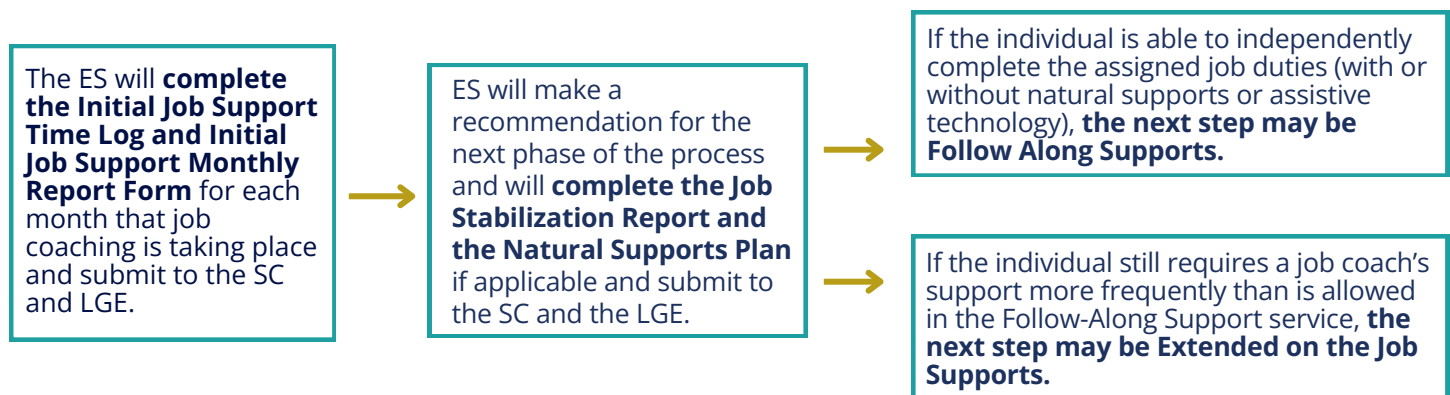 The ES will complete
the Initial Job Support
Time Log and Initial
Job Support Monthly
Report Form for each
month that job
coaching is taking place
and submit to the SC
and LGE.
ES will make a
recommendation for the
next phase of the process
and will complete the Job
Stabilization Report and
the Natural Supports Plan
if applicable and submit to
the SC and the LGE.
If the individual is able to independently
complete the assigned job duties (with or
without natural supports or assistive
technology), the next step may be
Follow Along Supports.
If the individual still requires a job coach’s
support more frequently than is allowed
in the Follow-Along Support service, the
next step may be Extended on the Job
Supports.